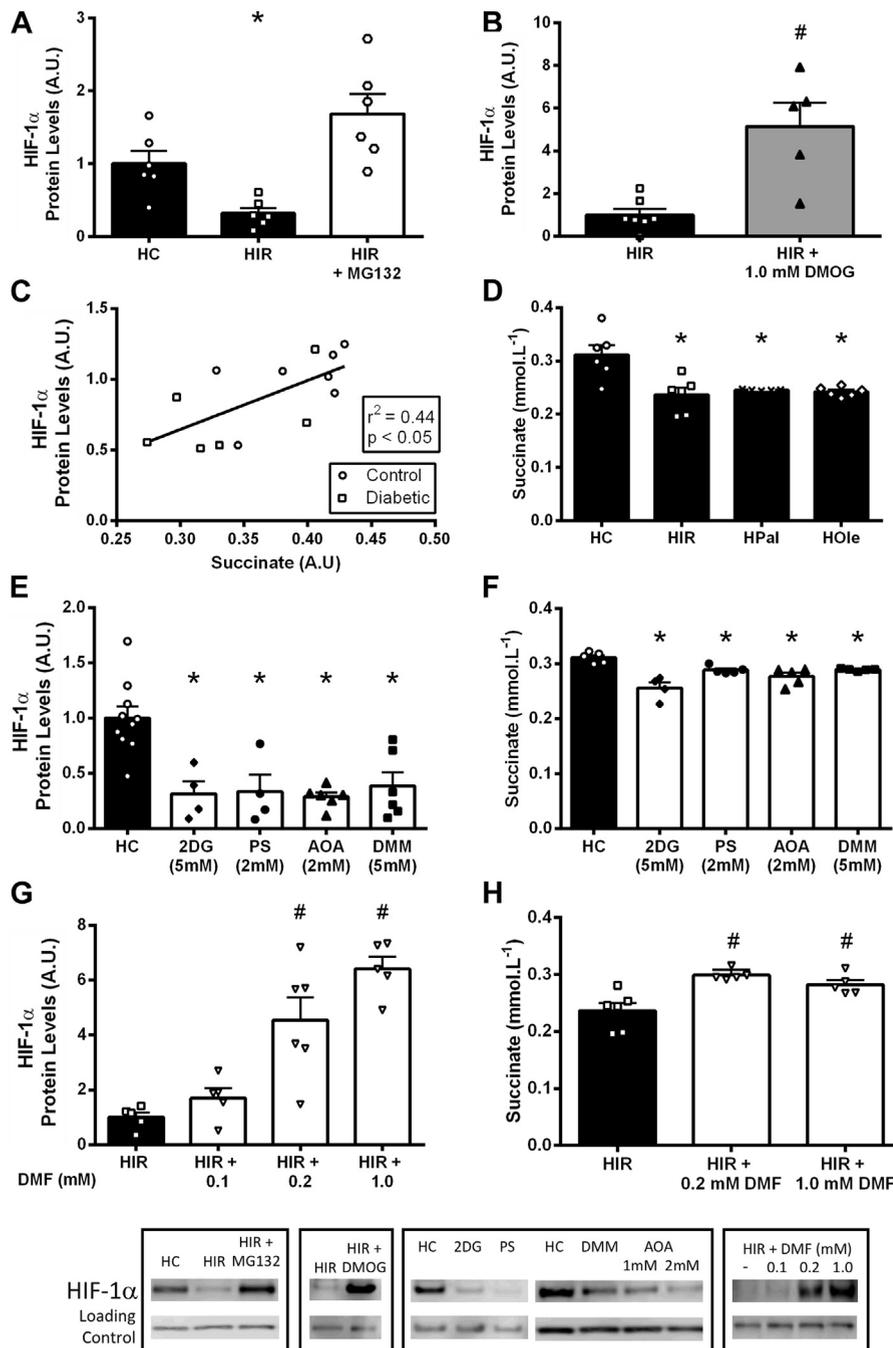 A
HIF-1α
Protein Levels (A.U.)
3
2
1
0
*
HC
HIR
HIR
+ MG132
B
HIF-1α
Protein Levels (A.U.)
10
8
6
4
2
0
#
HIR
HIR +
1.0 mM DMOG
C
HIF-1α
Protein Levels (A.U.)
1.5
1.0
0.5
0.0
r² = 0.44
p < 0.05
Control
Diabetic
0.25 0.30 0.35 0.40 0.45 0.50
Succinate (A.U)
D
Succinate (mmol.L⁻¹)
0.4
0.3
0.2
0.1
0.0
* * *
HC HIR HPal HOle
E
HIF-1α
Protein Levels (A.U.)
2.0
1.5
1.0
0.5
0.0
* * * *
HC 2DG PS AOA DMM
(5mM) (2mM) (2mM) (5mM)
F
Succinate (mmol.L⁻¹)
0.4
0.3
0.2
0.1
0.0
* * * *
HC 2DG PS AOA DMM
(5mM) (2mM) (2mM) (5mM)
G
HIF-1α
Protein Levels (A.U.)
8
6
4
2
0
# #
HIR HIR + HIR + HIR +
DMF (mM) 0.1 0.2 1.0
H
Succinate (mmol.L⁻¹)
0.4
0.3
0.2
0.1
0.0
# #
HIR HIR + HIR +
0.2 mM DMF 1.0 mM DMF
HC HIR HIR +
MG132
HIR HIR +
DMOG
HC 2DG PS HC DMM AOA
1mM 2mM
HIR + DMF (mM)
- 0.1 0.2 1.0
HIF-1α
Loading
Control